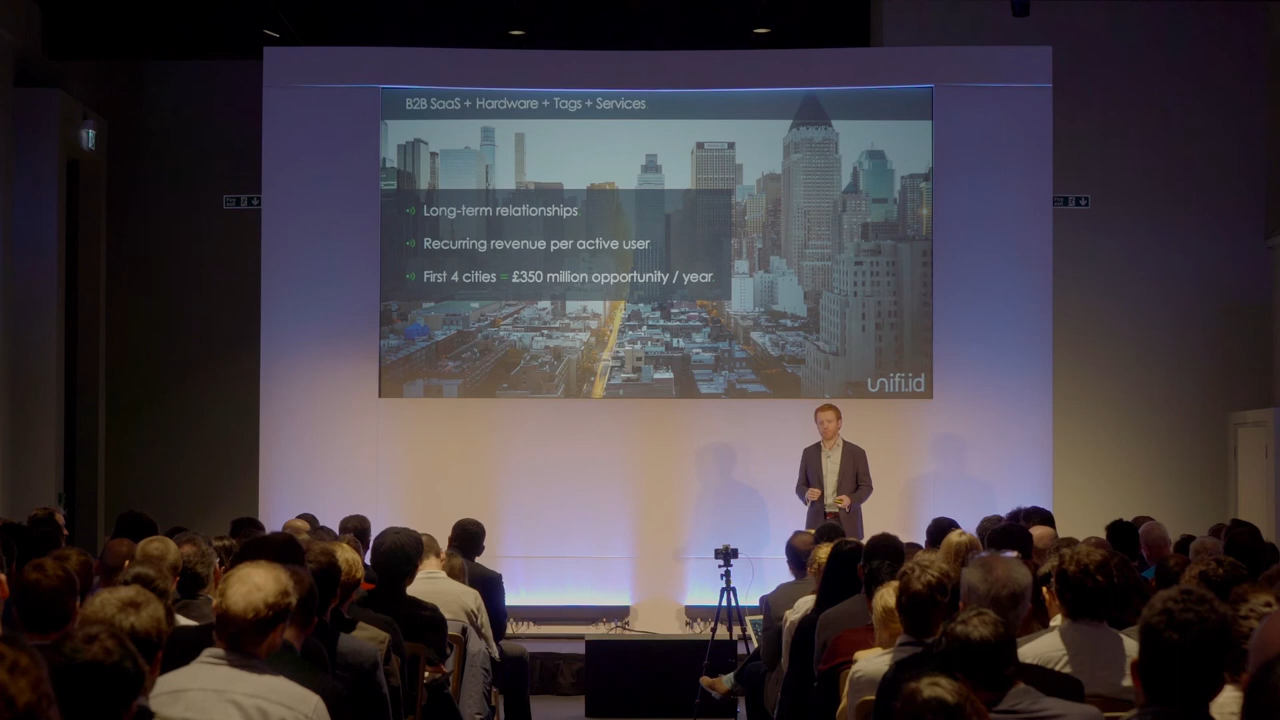 B2B SaaS + Hardware + Tags + Services
Long-term relationships
Recurring revenue per active user
First 4 cities = £350 million opportunity / year
unifi.id